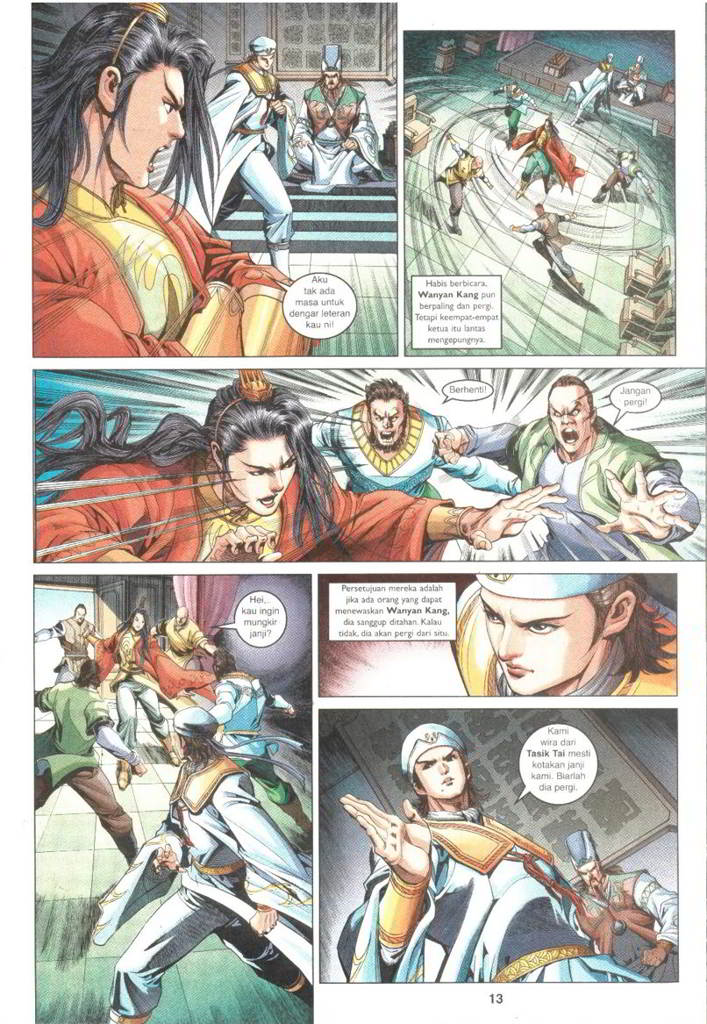 Aku
tak ada
masa untuk
dengar leteran
kau ni!
Habis berbicara,
Wanyan Kang pun
berpaling dan pergi.
Tetapi keempat-empat
ketua itu lantas
mengepungnya.
Berhenti!
Jangan
pergi!
Hei...
kau ingin
mungkir
janji?
Persetujuan mereka adalah
jika ada orang yang dapat
menewaskan Wanyan Kang,
dia sanggup ditahan. Kalau
tidak, dia akan pergi dari situ.
Kami
wira dari
Tasik Tai mesti
kotakan janji
kami. Biarlah
dia pergi.
13